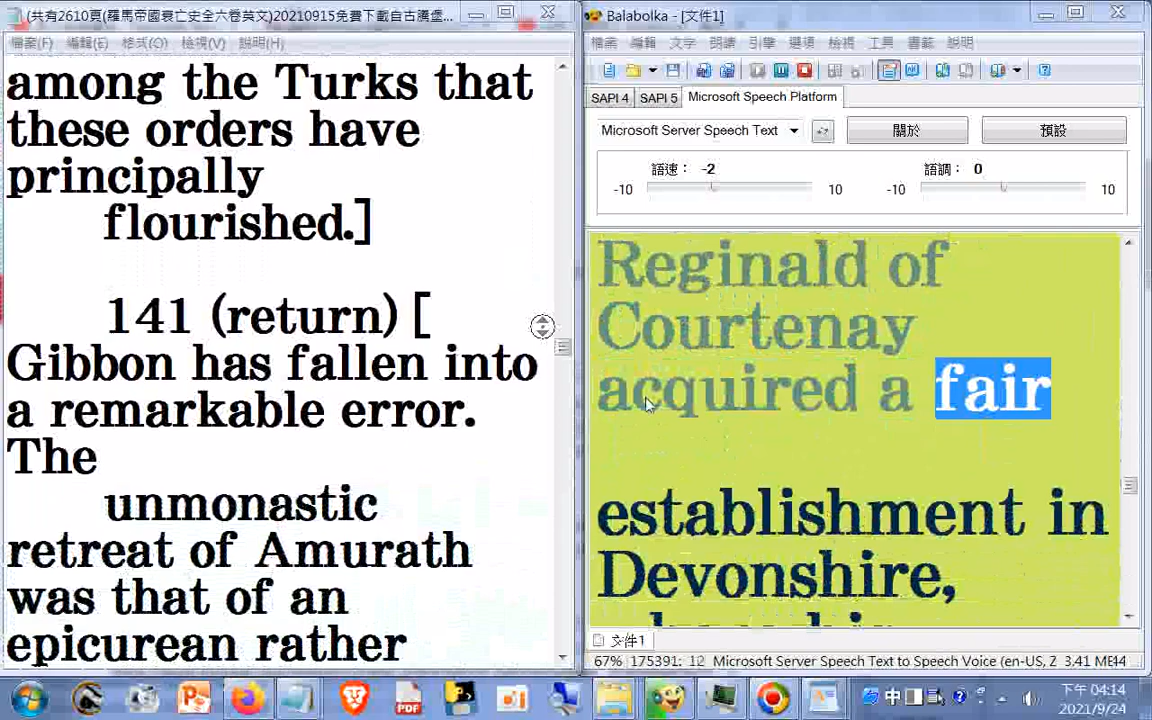 (共有2610頁(羅馬帝國衰亡史全六卷英文)20210915免費下載自古騰堡...
檔案(F) 編輯(E) 格式(O) 檢視(V) 說明(H)
among the Turks that
these orders have
principally
flourished.]
141 (return) [
Gibbon has fallen into
a remarkable error.
The
unmonastic
retreat of Amurath
was that of an
epicurean rather
Balabolka - [文件1]
檔案 編輯 文字 朗讀 引擎 選項 檢視 工具 書籤 說明
SAPI 4 SAPI 5 Microsoft Speech Platform
Microsoft Server Speech Text 關於 預設
語速： -2 語調： 0
-10 10 -10 10
Reginald of
Courtenay
acquired a fair
establishment in
Devonshire,
文件1
67% 175391: 12 Microsoft Server Speech Text to Speech Voice (en-US, Z 3,41 ME44
PDF 中 下午 04:14
2021/9/24